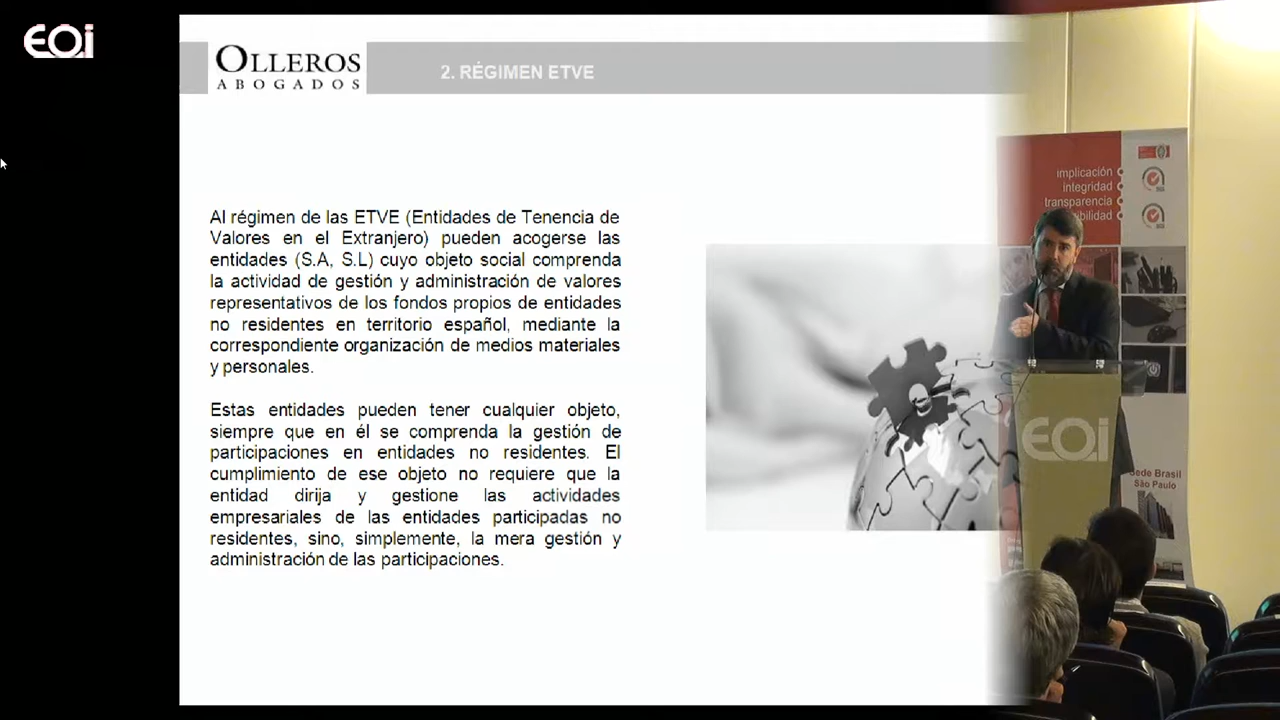 EOi
OLLEROS
ABOGADOS
2. RÉGIMEN ETVE
Al régimen de las ETVE (Entidades de Tenencia de
Valores en el Extranjero) pueden acogerse las
entidades (S.A, S.L) cuyo objeto social comprenda
la actividad de gestión y administración de valores
representativos de los fondos propios de entidades
no residentes en territorio español, mediante la
correspondiente organización de medios materiales
y personales.
Estas entidades pueden tener cualquier objeto,
siempre que en él se comprenda la gestión de
participaciones en entidades no residentes. El
cumplimiento de ese objeto no requiere que la
entidad dirija y gestione las actividades
empresariales de las entidades participadas no
residentes, sino, simplemente, la mera gestión y
administración de las participaciones.
implicación
integridad
transparencia
EOi
Sede Brasil
São Paulo